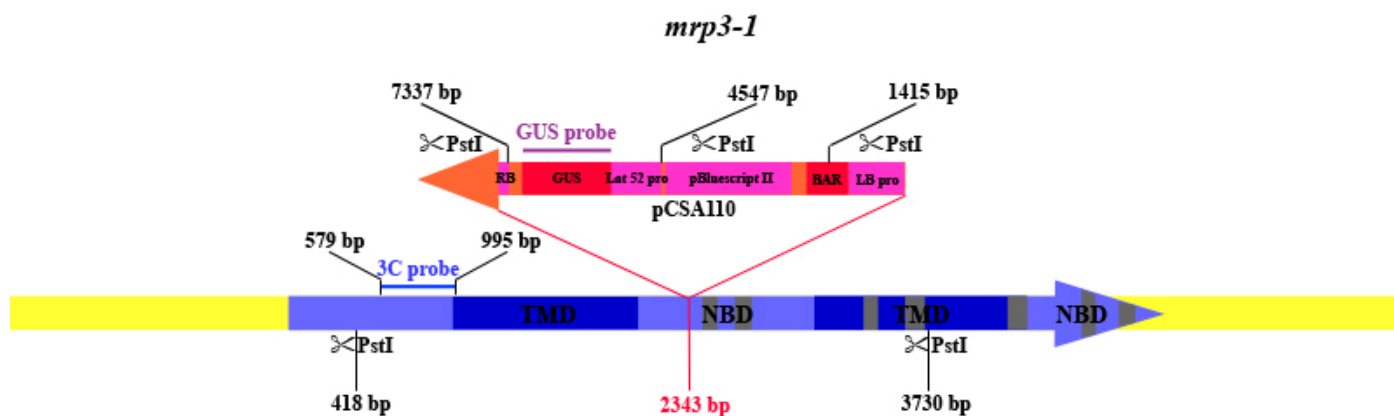 mrp3-1
7337 bp
4547 bp
1415 bp
GUS probe
PstI
PstI
PstI
RB
GUS
Lat 52 pro
pBluescript II
BAR
LB pro
pCSA110
579 bp
995 bp
3C probe
TMD
NBD
TMD
NBD
PstI
PstI
418 bp
2343 bp
3730 bp